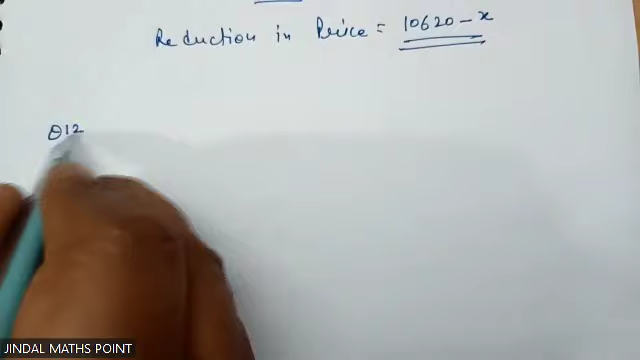 Reduction in Price = 10620 - x
Q12
JINDAL MATHS POINT